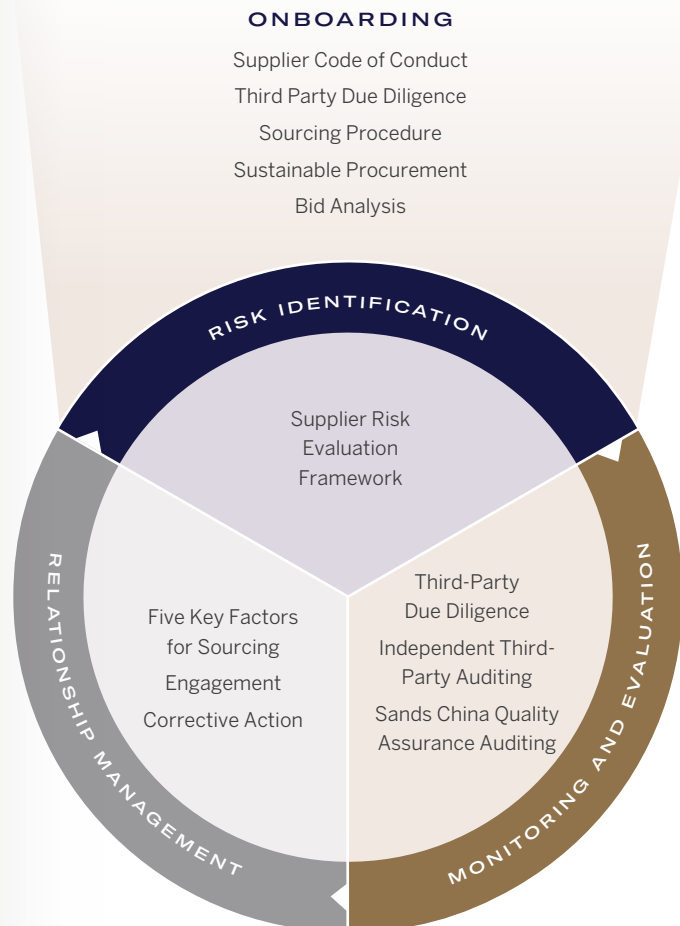 ONBOARDING
Supplier Code of Conduct
Third Party Due Diligence
Sourcing Procedure
Sustainable Procurement
Bid Analysis
RISK IDENTIFICATION
Supplier Risk
Evaluation
Framework
MONITORING AND EVALUATION
Third-Party
Due Diligence
Independent Third-
Party Auditing
Sands China Quality
Assurance Auditing
RELATIONSHIP MANAGEMENT
Five Key Factors
for Sourcing
Engagement
Corrective Action